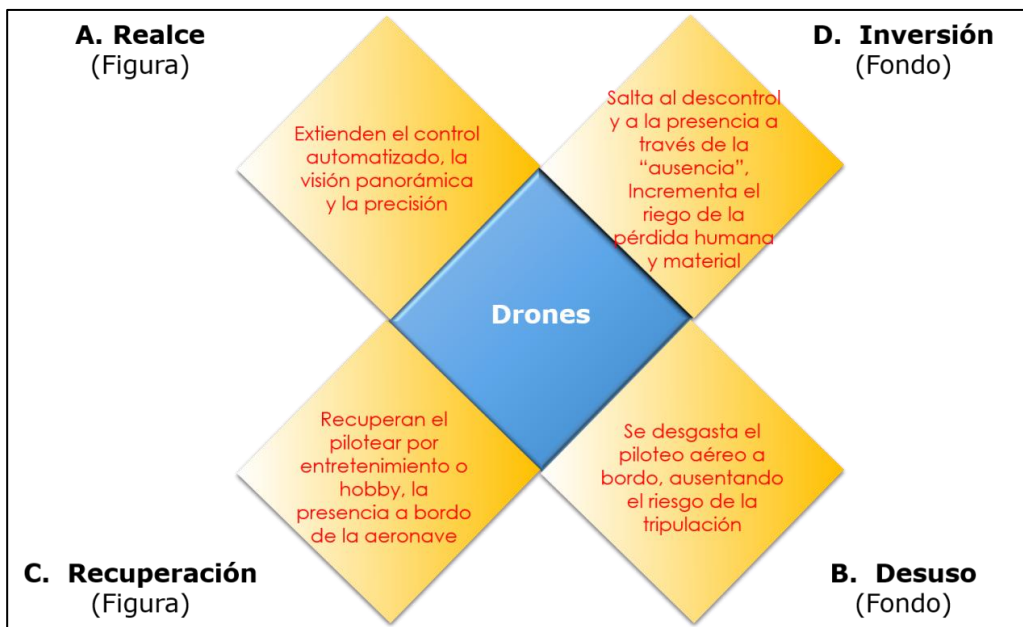 A. Realce
(Figura)
D. Inversión
(Fondo)
Extienden el control
automatizado, la
visión panorámica
y la precisión
Salta al descontrol
y a la presencia a
través de la
“ausencia”,
Incrementa el
riego de la
pérdida humana
y material
Drones
Recuperan el
pilotear por
entretenimiento o
hobby, la
presencia a bordo
de la aeronave
Se desgasta el
piloteo aéreo a
bordo, ausentando
el riesgo de la
tripulación
C. Recuperación
(Figura)
B. Desuso
(Fondo)